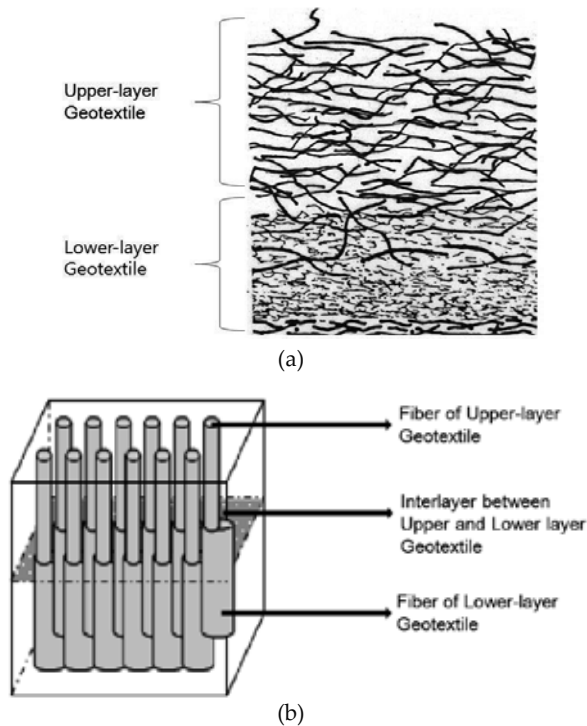 Upper-layer
Geotextile
Lower-layer
Geotextile
(a)
Fiber of Upper-layer
Geotextile
Interlayer between
Upper and Lower layer
Geotextile
Fiber of Lower-layer
Geotextile
(b)